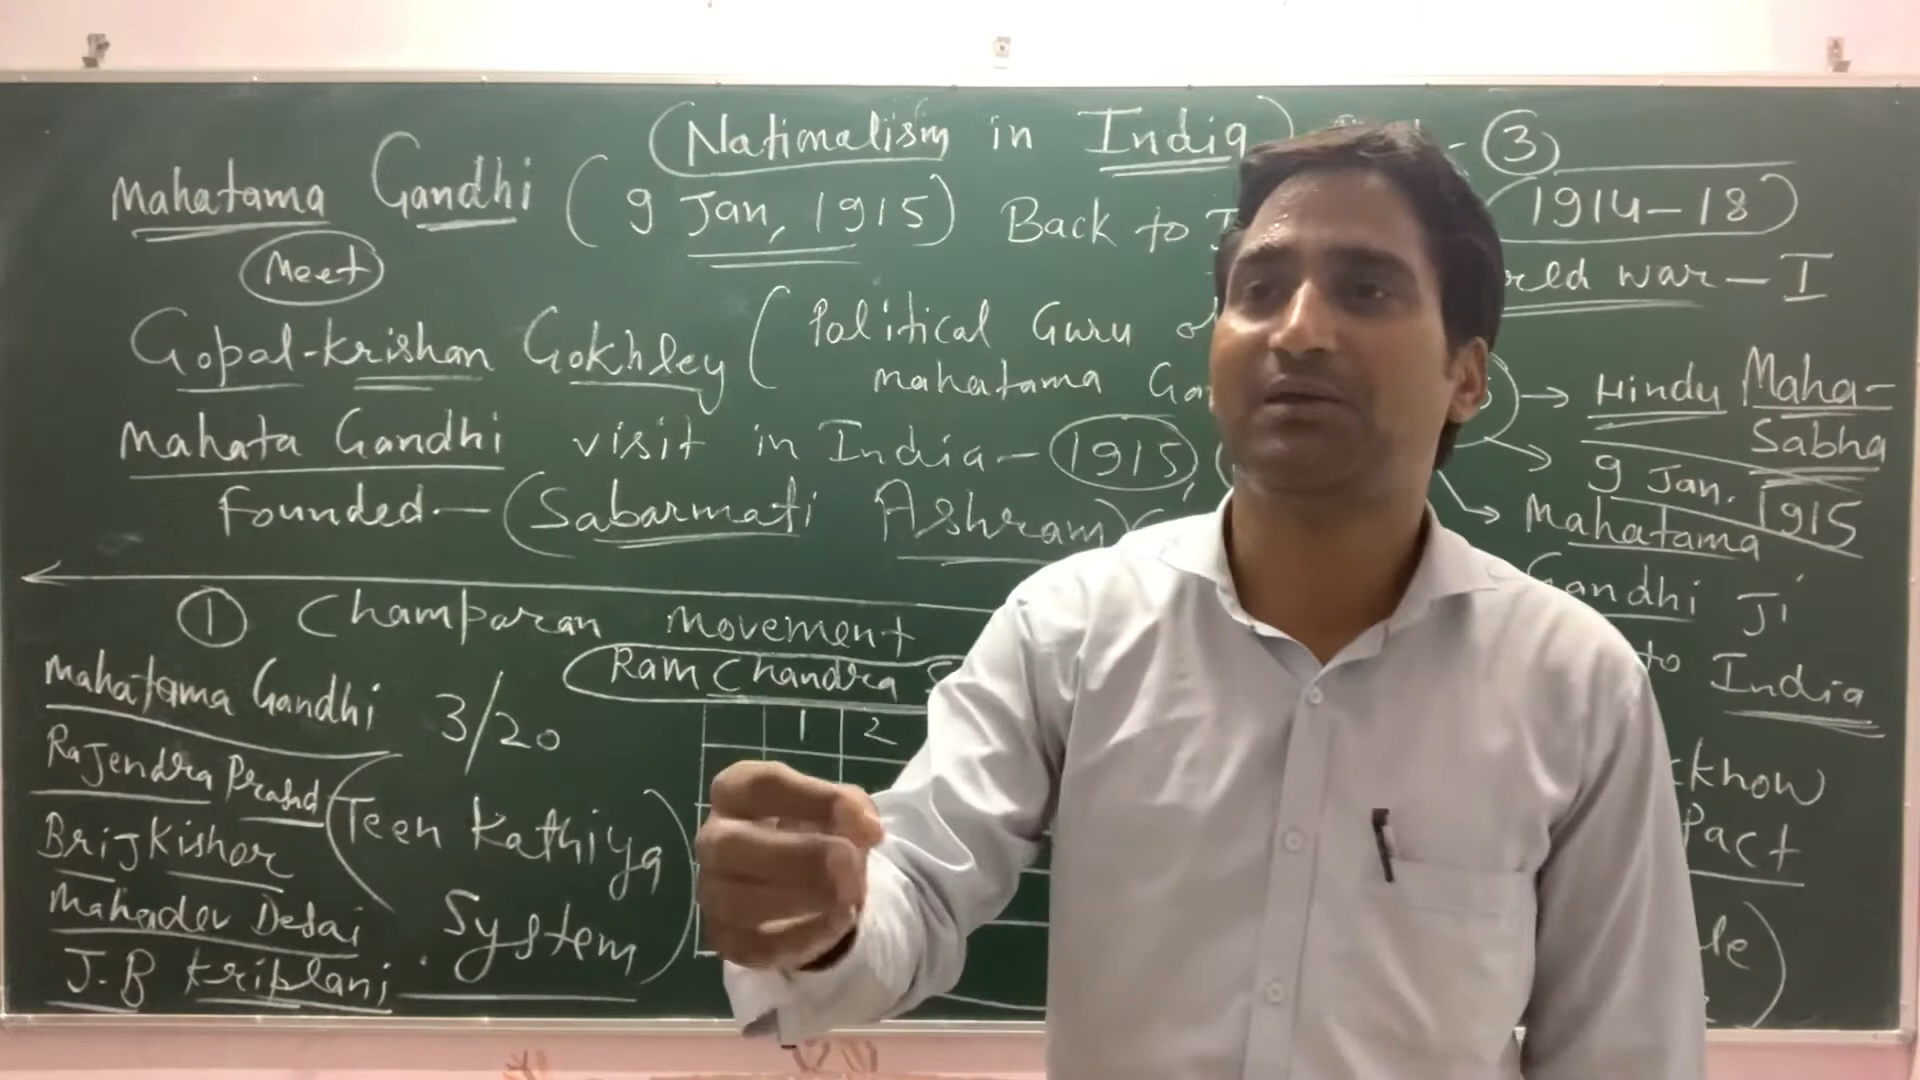 (Nationalism in India) - 3
Mahatama Gandhi (9 Jan, 1915) Back to
1914-18
Meet
World war - I
Gopal-krishan Gokhley (Political Guru of
mahatama
Hindu Maha-
Sabha
Mahata Gandhi visit in India - 1915
9 Jan. 1915
Founded - (Sabarmati Ashram)
Mahatama
Gandhi Ji
to India
① Champaran Movement
Ram Chandra
Mahatama Gandhi 3/20
1 2
Rajendra Prasad
(Teen Kathiya
System)
Brijkishor
Mahadev Desai
J.B Kriplani
Pact